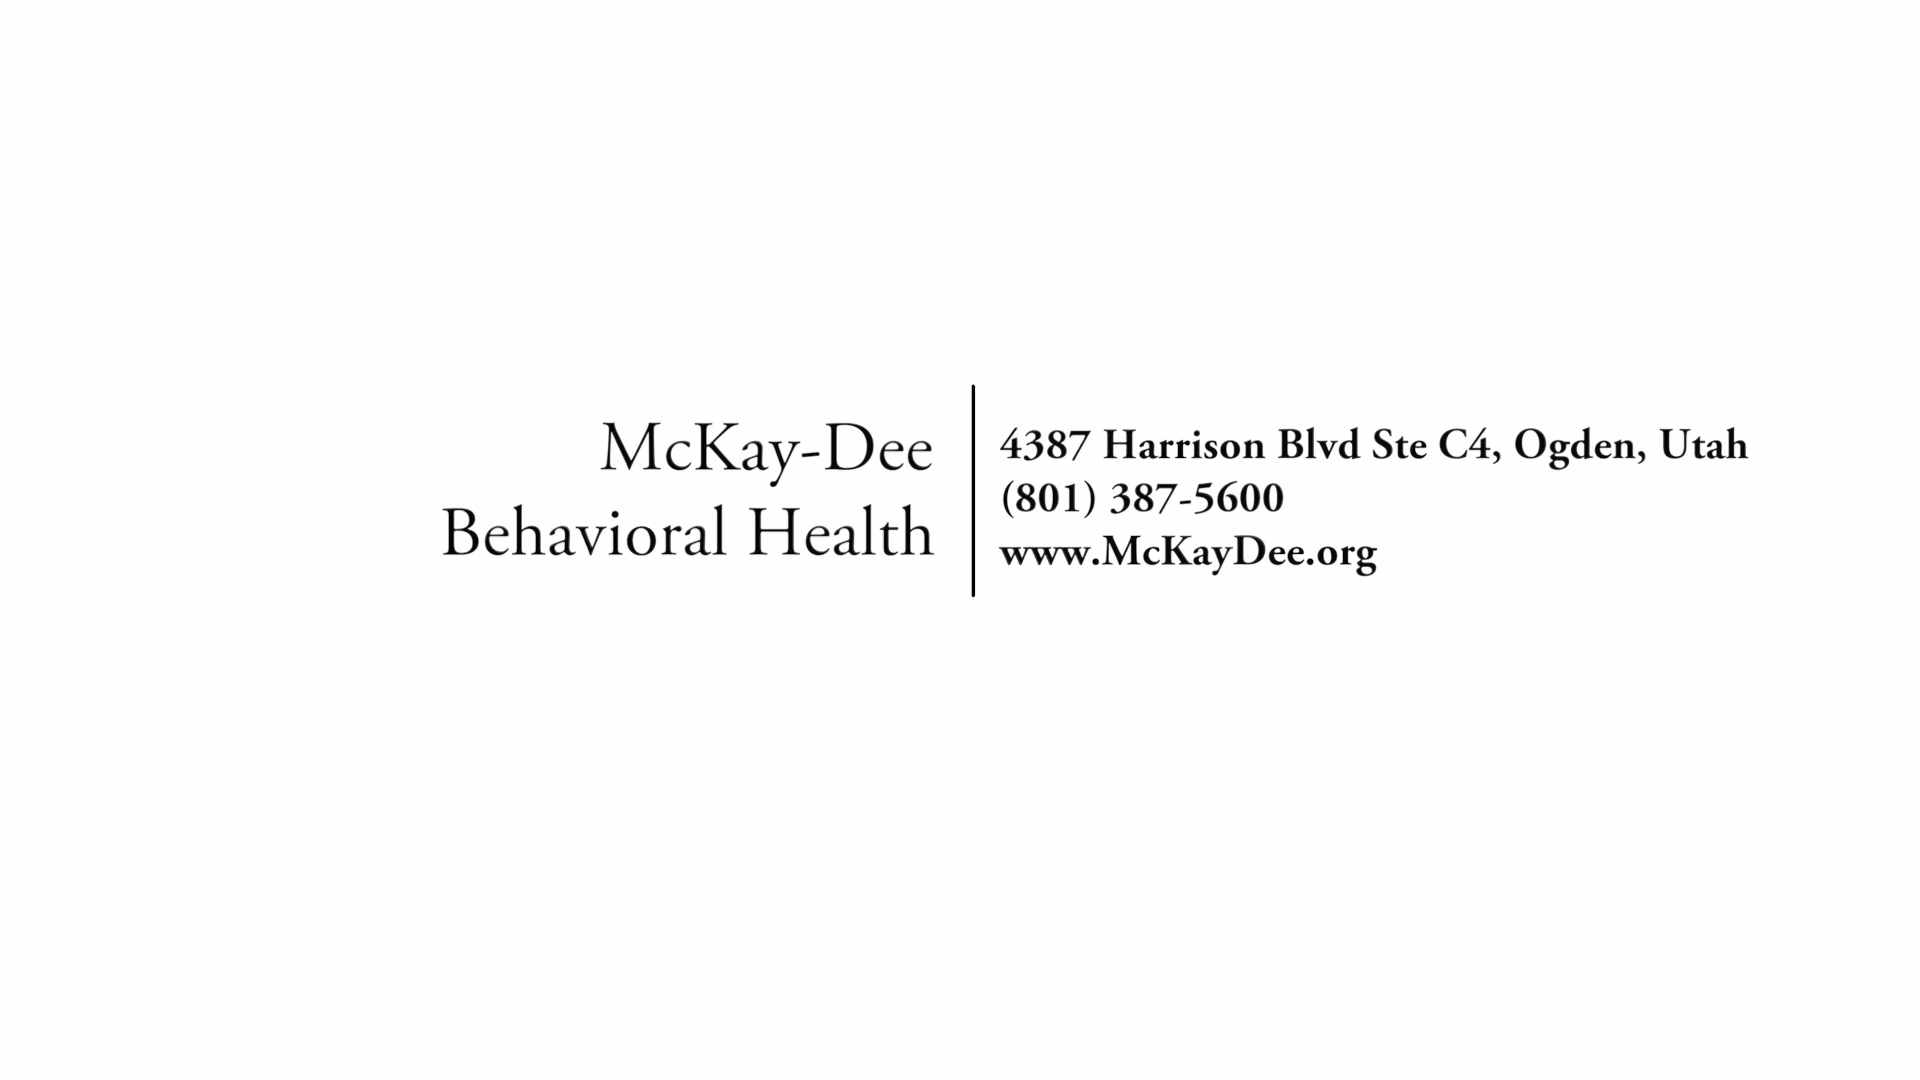 McKay-Dee
Behavioral Health
4387 Harrison Blvd Ste C4, Ogden, Utah
(801) 387-5600
www.McKayDee.org